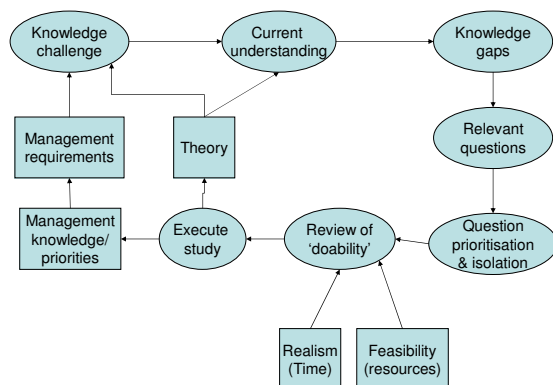 Knowledge
challenge
Current
understanding
Knowledge
gaps
Management
requirements
Theory
Relevant
questions
Management
knowledge/
priorities
Execute
study
Review of
‘doability’
Question
prioritisation
& isolation
Realism
(Time)
Feasibility
(resources)